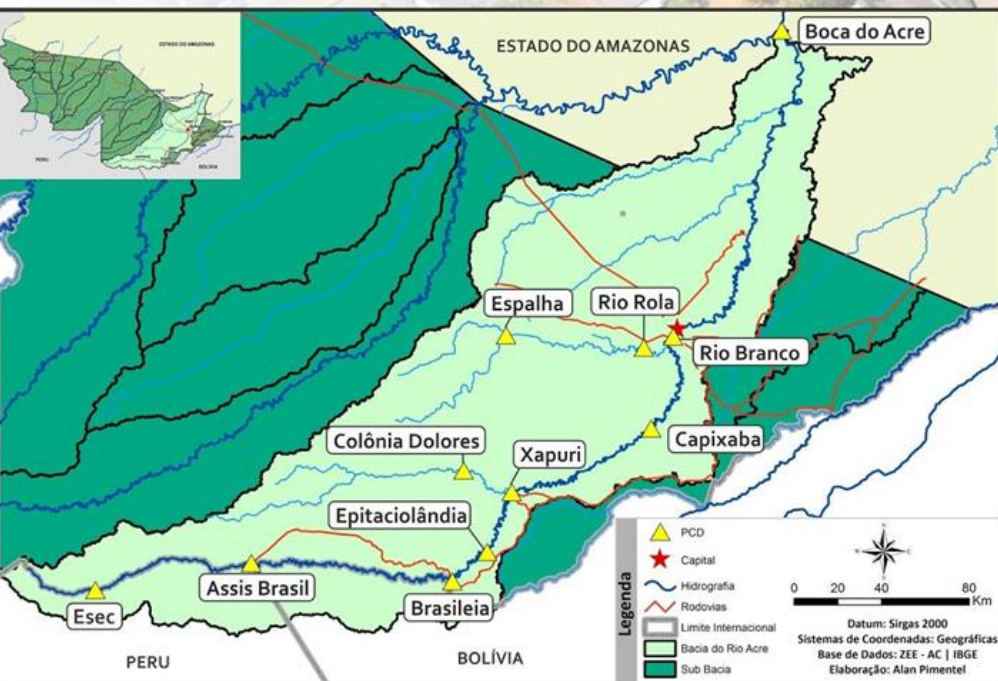 ESTADO DO AMAZONAS
PERU
BOLÍVIA
ESTADO DO AMAZONAS
Boca do Acre
Espalha
Rio Rola
Rio Branco
Colônia Dolores
Xapuri
Capixaba
Epitaciolândia
Assis Brasil
Esec
Brasileia
PERU
BOLÍVIA
Legenda
PCD
Capital
Hidrografia
Rodovias
Limite Internacional
Bacia do Rio Acre
Sub Bacia
N
0 20 40 80
Km
Datum: Sirgas 2000
Sistemas de Coordenadas: Geográficas
Base de Dados: ZEE - AC | IBGE
Elaboração: Alan Pimentel